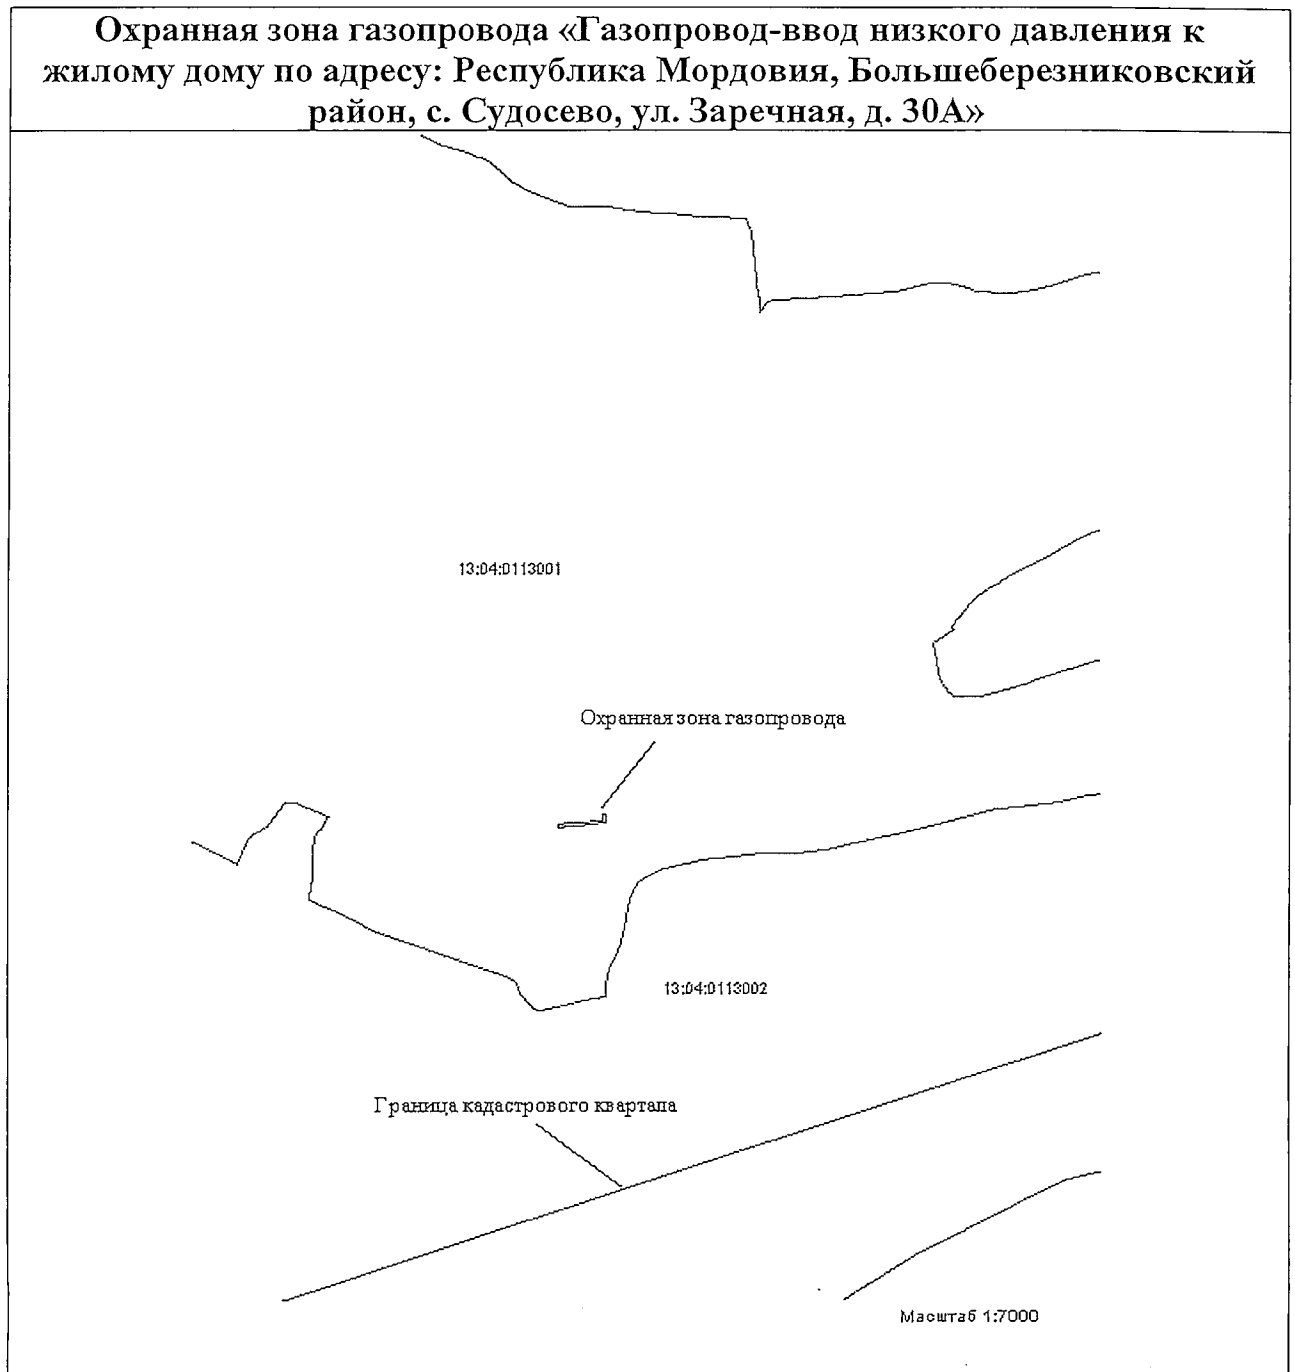 Охранная зона газопровода «Газопровод-ввод низкого давления к
жилому дому по адресу: Республика Мордовия, Большеберезниковский
район, с. Судосево, ул. Заречная, д. 30А»
13:04:0113001
Охранная зона газопровода
13:04:0113002
Граница кадастрового квартала
Масштаб 1:7000